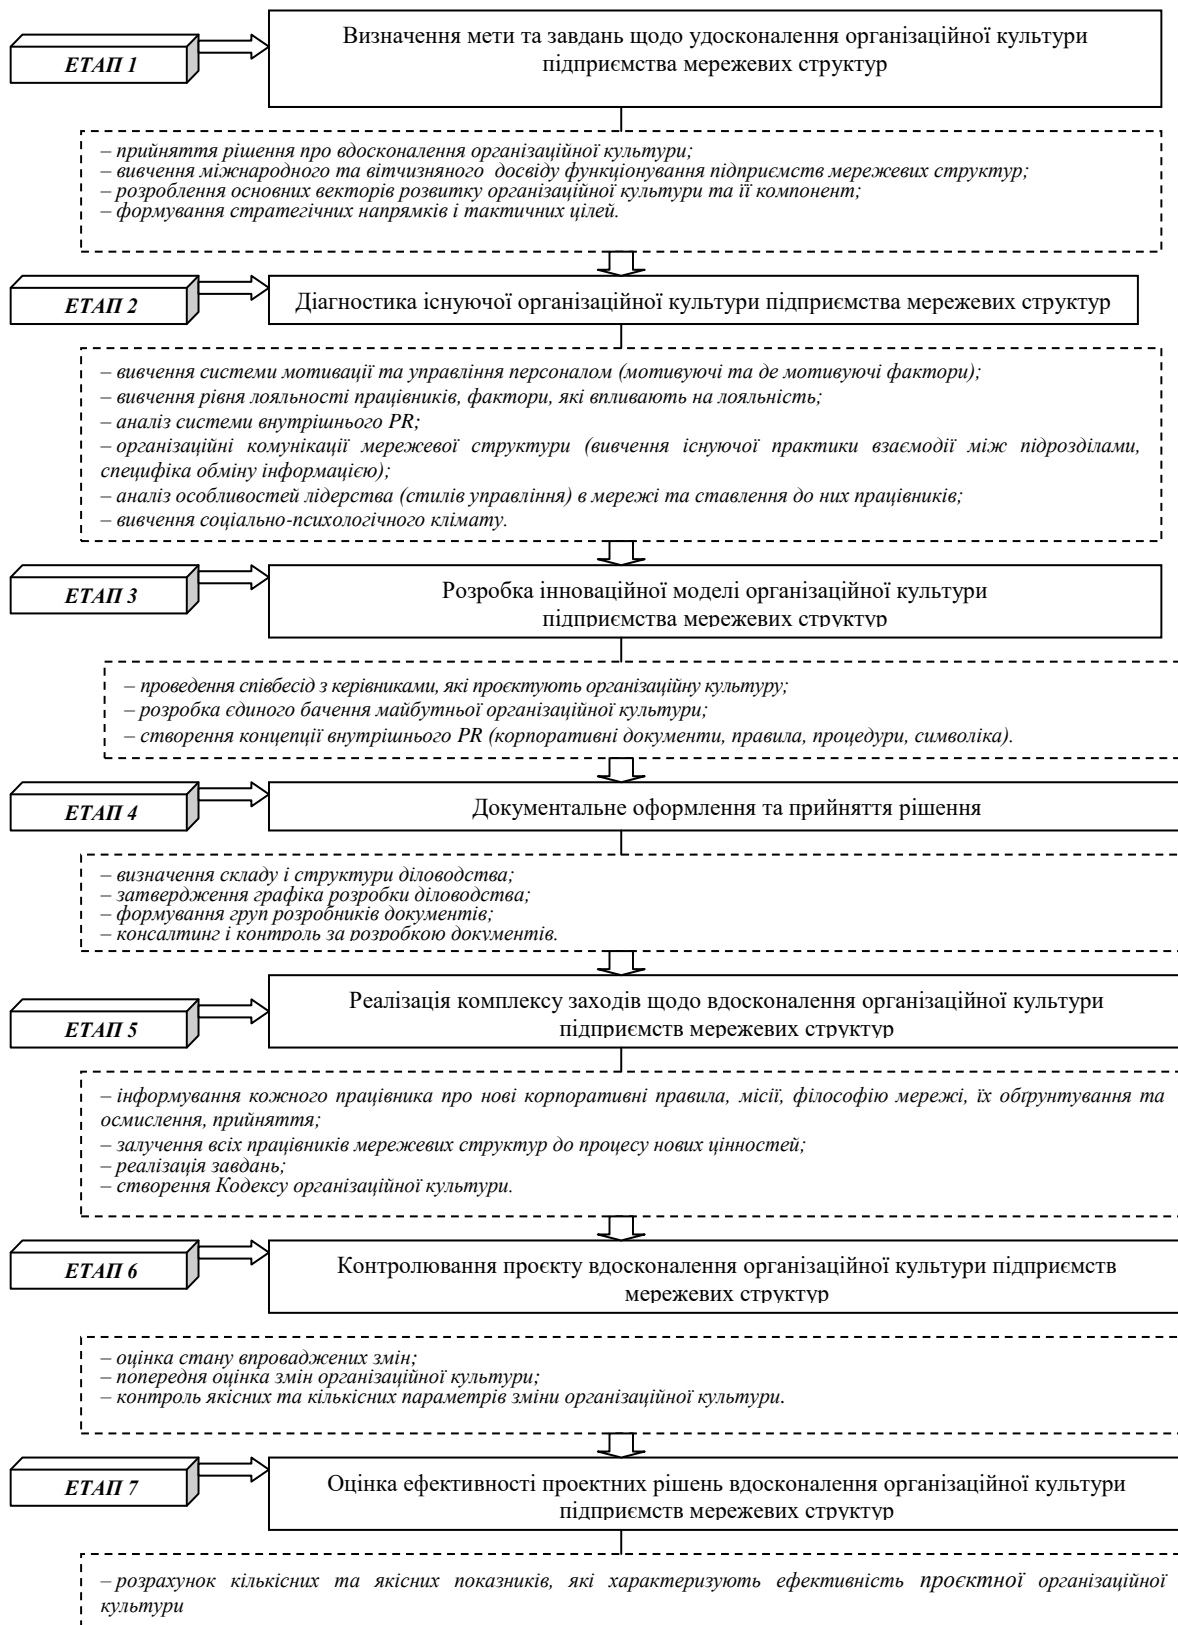 ЕТАП 1
Визначення мети та завдань щодо удосконалення організаційної культури
підприємства мережевих структур
– прийняття рішення про вдосконалення організаційної культури;
– вивчення міжнародного та вітчизняного досвіду функціонування підприємств мережевих структур;
– розроблення основних векторів розвитку організаційної культури та її компонент;
– формування стратегічних напрямків і тактичних цілей.
ЕТАП 2
Діагностика існуючої організаційної культури підприємства мережевих структур
– вивчення системи мотивації та управління персоналом (мотивуючі та де мотивуючі фактори);
– вивчення рівня лояльності працівників, фактори, які впливають на лояльність;
– аналіз системи внутрішнього PR;
– організаційні комунікації мережевої структури (вивчення існуючої практики взаємодії між підрозділами,
специфіка обміну інформацією);
– аналіз особливостей лідерства (стилів управління) в мережі та ставлення до них працівників;
– вивчення соціально-психологічного клімату.
ЕТАП 3
Розробка інноваційної моделі організаційної культури
підприємства мережевих структур
– проведення співбесід з керівниками, які проєктують організаційну культуру;
– розробка єдиного бачення майбутньої організаційної культури;
– створення концепції внутрішнього PR (корпоративні документи, правила, процедури, символіка).
ЕТАП 4
Документальне оформлення та прийняття рішення
– визначення складу і структури діловодства;
– затвердження графіка розробки діловодства;
– формування груп розробників документів;
– консалтинг і контроль за розробкою документів.
ЕТАП 5
Реалізація комплексу заходів щодо вдосконалення організаційної культури
підприємств мережевих структур
– інформування кожного працівника про нові корпоративні правила, місії, філософію мережі, їх обґрунтування та
осмислення, прийняття;
– залучення всіх працівників мережевих структур до процесу нових цінностей;
– реалізація завдань;
– створення Кодексу організаційної культури.
ЕТАП 6
Контролювання проєкту вдосконалення організаційної культури підприємств
мережевих структур
– оцінка стану впроваджених змін;
– попередня оцінка змін організаційної культури;
– контроль якісних та кількісних параметрів зміни організаційної культури.
ЕТАП 7
Оцінка ефективності проектних рішень вдосконалення організаційної культури
підприємств мережевих структур
– розрахунок кількісних та якісних показників, які характеризують ефективність проєктної організаційної
культури